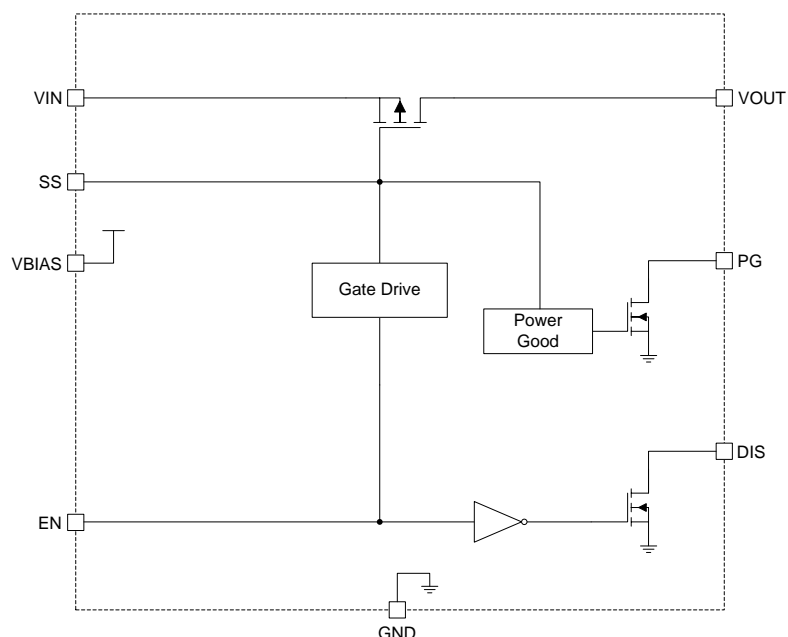 VIN
VOUT
SS
VBIAS
PG
Gate Drive
Power
Good
DIS
EN
GND